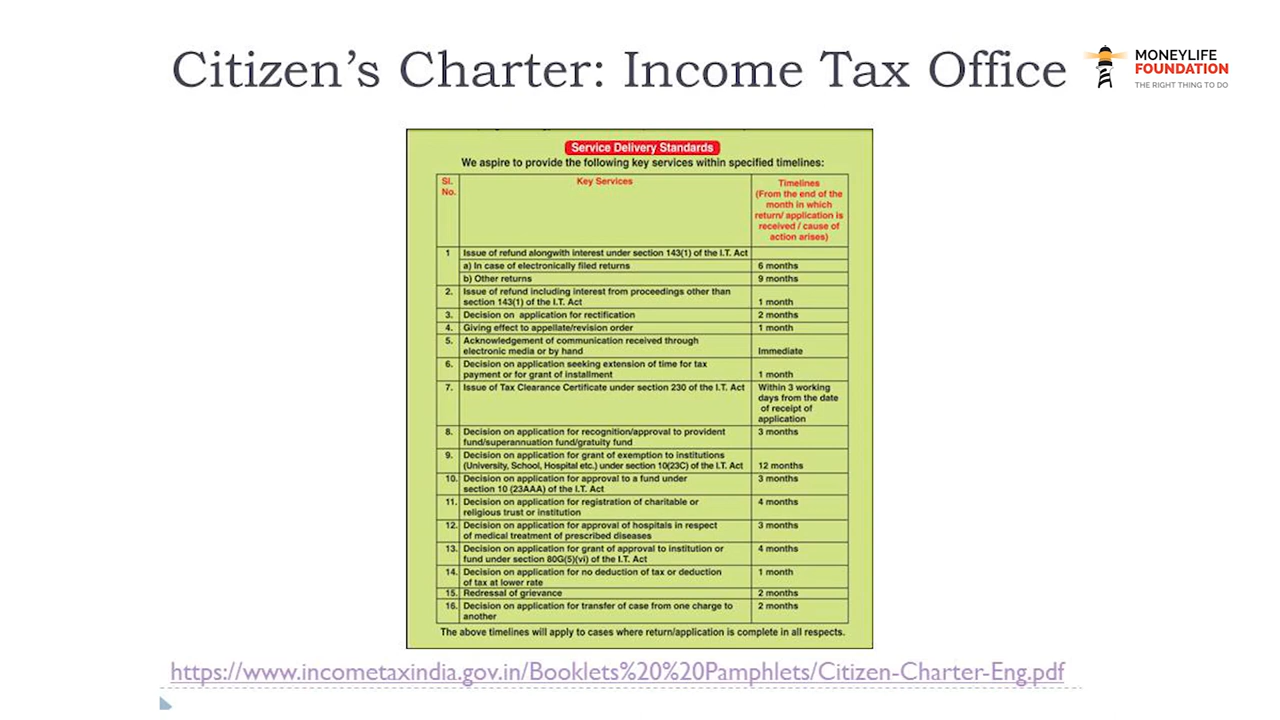 Citizen's Charter: Income Tax Office
MONEYLIFE
FOUNDATION
THE RIGHT THING TO DO
Service Delivery Standards
We aspire to provide the following key services within specified timelines:
Sl. No. Key Services Timelines
(From the end of the
month in which
return/ application is
received / cause of
action arises)
1 Issue of refund alongwith interest under section 143(1) of the I.T. Act
a) In case of electronically filed returns 6 months
b) Other returns 9 months
2. Issue of refund including interest from proceedings other than
section 143(1) of the I.T. Act 1 month
3. Decision on application for rectification 2 months
4. Giving effect to appellate/revision order 1 month
5. Acknowledgement of communication received through
electronic media or by hand Immediate
6. Decision on application seeking extension of time for tax
payment or for grant of installment 1 month
7. Issue of Tax Clearance Certificate under section 230 of the I.T. Act Within 3 working
days from the date
of receipt of
application
8. Decision on application for recognition/approval to provident 3 months
fund/superannuation fund/gratuity fund
9. Decision on application for grant of exemption to institutions
(University, School, Hospital etc.) under section 10(23C) of the I.T. Act 12 months
10. Decision on application for approval to a fund under 3 months
section 10 (23AAA) of the I.T. Act
11. Decision on application for registration of charitable or 4 months
religious trust or institution
12. Decision on application for approval of hospitals in respect 3 months
of medical treatment of prescribed diseases
13. Decision on application for grant of approval to institution or 4 months
fund under section 80G(5)(vi) of the I.T. Act
14. Decision on application for no deduction of tax or deduction 1 month
of tax at lower rate
15. Redressal of grievance 2 months
16. Decision on application for transfer of case from one charge to 2 months
another
The above timelines will apply to cases where return/application is complete in all respects.
https://www.incometaxindia.gov.in/Booklets%20%20Pamphlets/Citizen-Charter-Eng.pdf